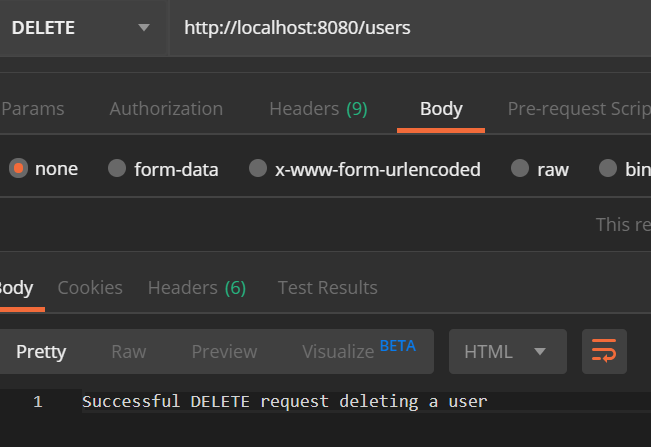 DELETE http://localhost:8080/users
Params Authorization Headers (9) Body Pre-request Scrip
none form-data x-www-form-urlencoded raw bin
This re
Body Cookies Headers (6) Test Results
Pretty Raw Preview Visualize BETA HTML
1 Successful DELETE request deleting a user